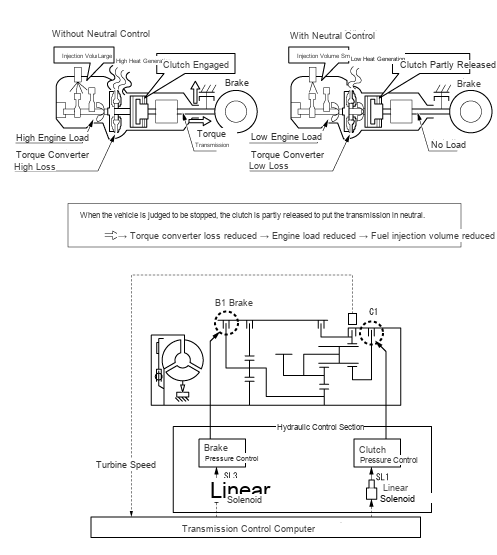 Without Neutral Control
With Neutral Control
Injection Volu Large
High Heat Genera
Clutch Engaged
Brake
High Engine Load
Torque Converter
High Loss
Torque
Transmission
Injection Volume Sm
Low Heat Generation
Clutch Partly Released
Brake
Low Engine Load
Torque Converter
Low Loss
No Load
When the vehicle is judged to be stopped, the clutch is partly released to put the transmission in neutral.
⇒→ Torque converter loss reduced → Engine load reduced → Fuel injection volume reduced
B1 Brake
C1
Hydraulic Control Section
Brake
Pressure Control
Clutch
Pressure Control
Turbine Speed
SL3
Linear
Solenoid
SL1
Linear
Solenoid
Transmission Control Computer